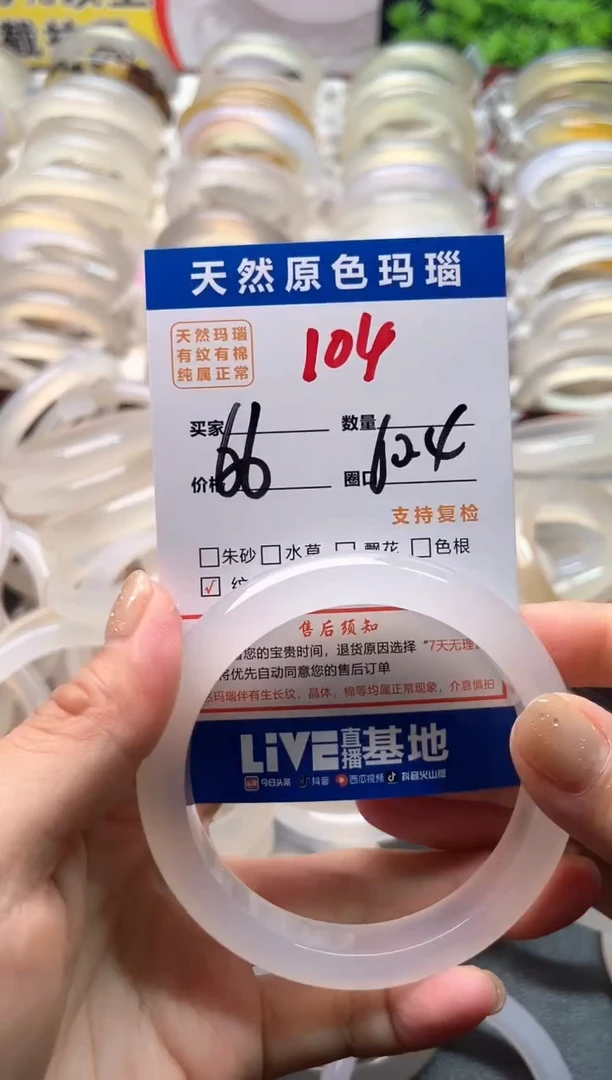 天然原色玛瑙
天然玛瑙
有纹有棉
纯属正常
104
买家 数量
66 624
价格 圈口
支持复检
朱砂 水草 飘花 色根
√ 纹
售后须知
您的宝贵时间，退货原因选择“7天无理
将优先自动同意您的售后订单
玛瑙伴有生长纹，晶体，棉等均属正常现象，介意慎拍
LiVE直播基地
今日头条 抖音 西瓜视频 抖音火山版